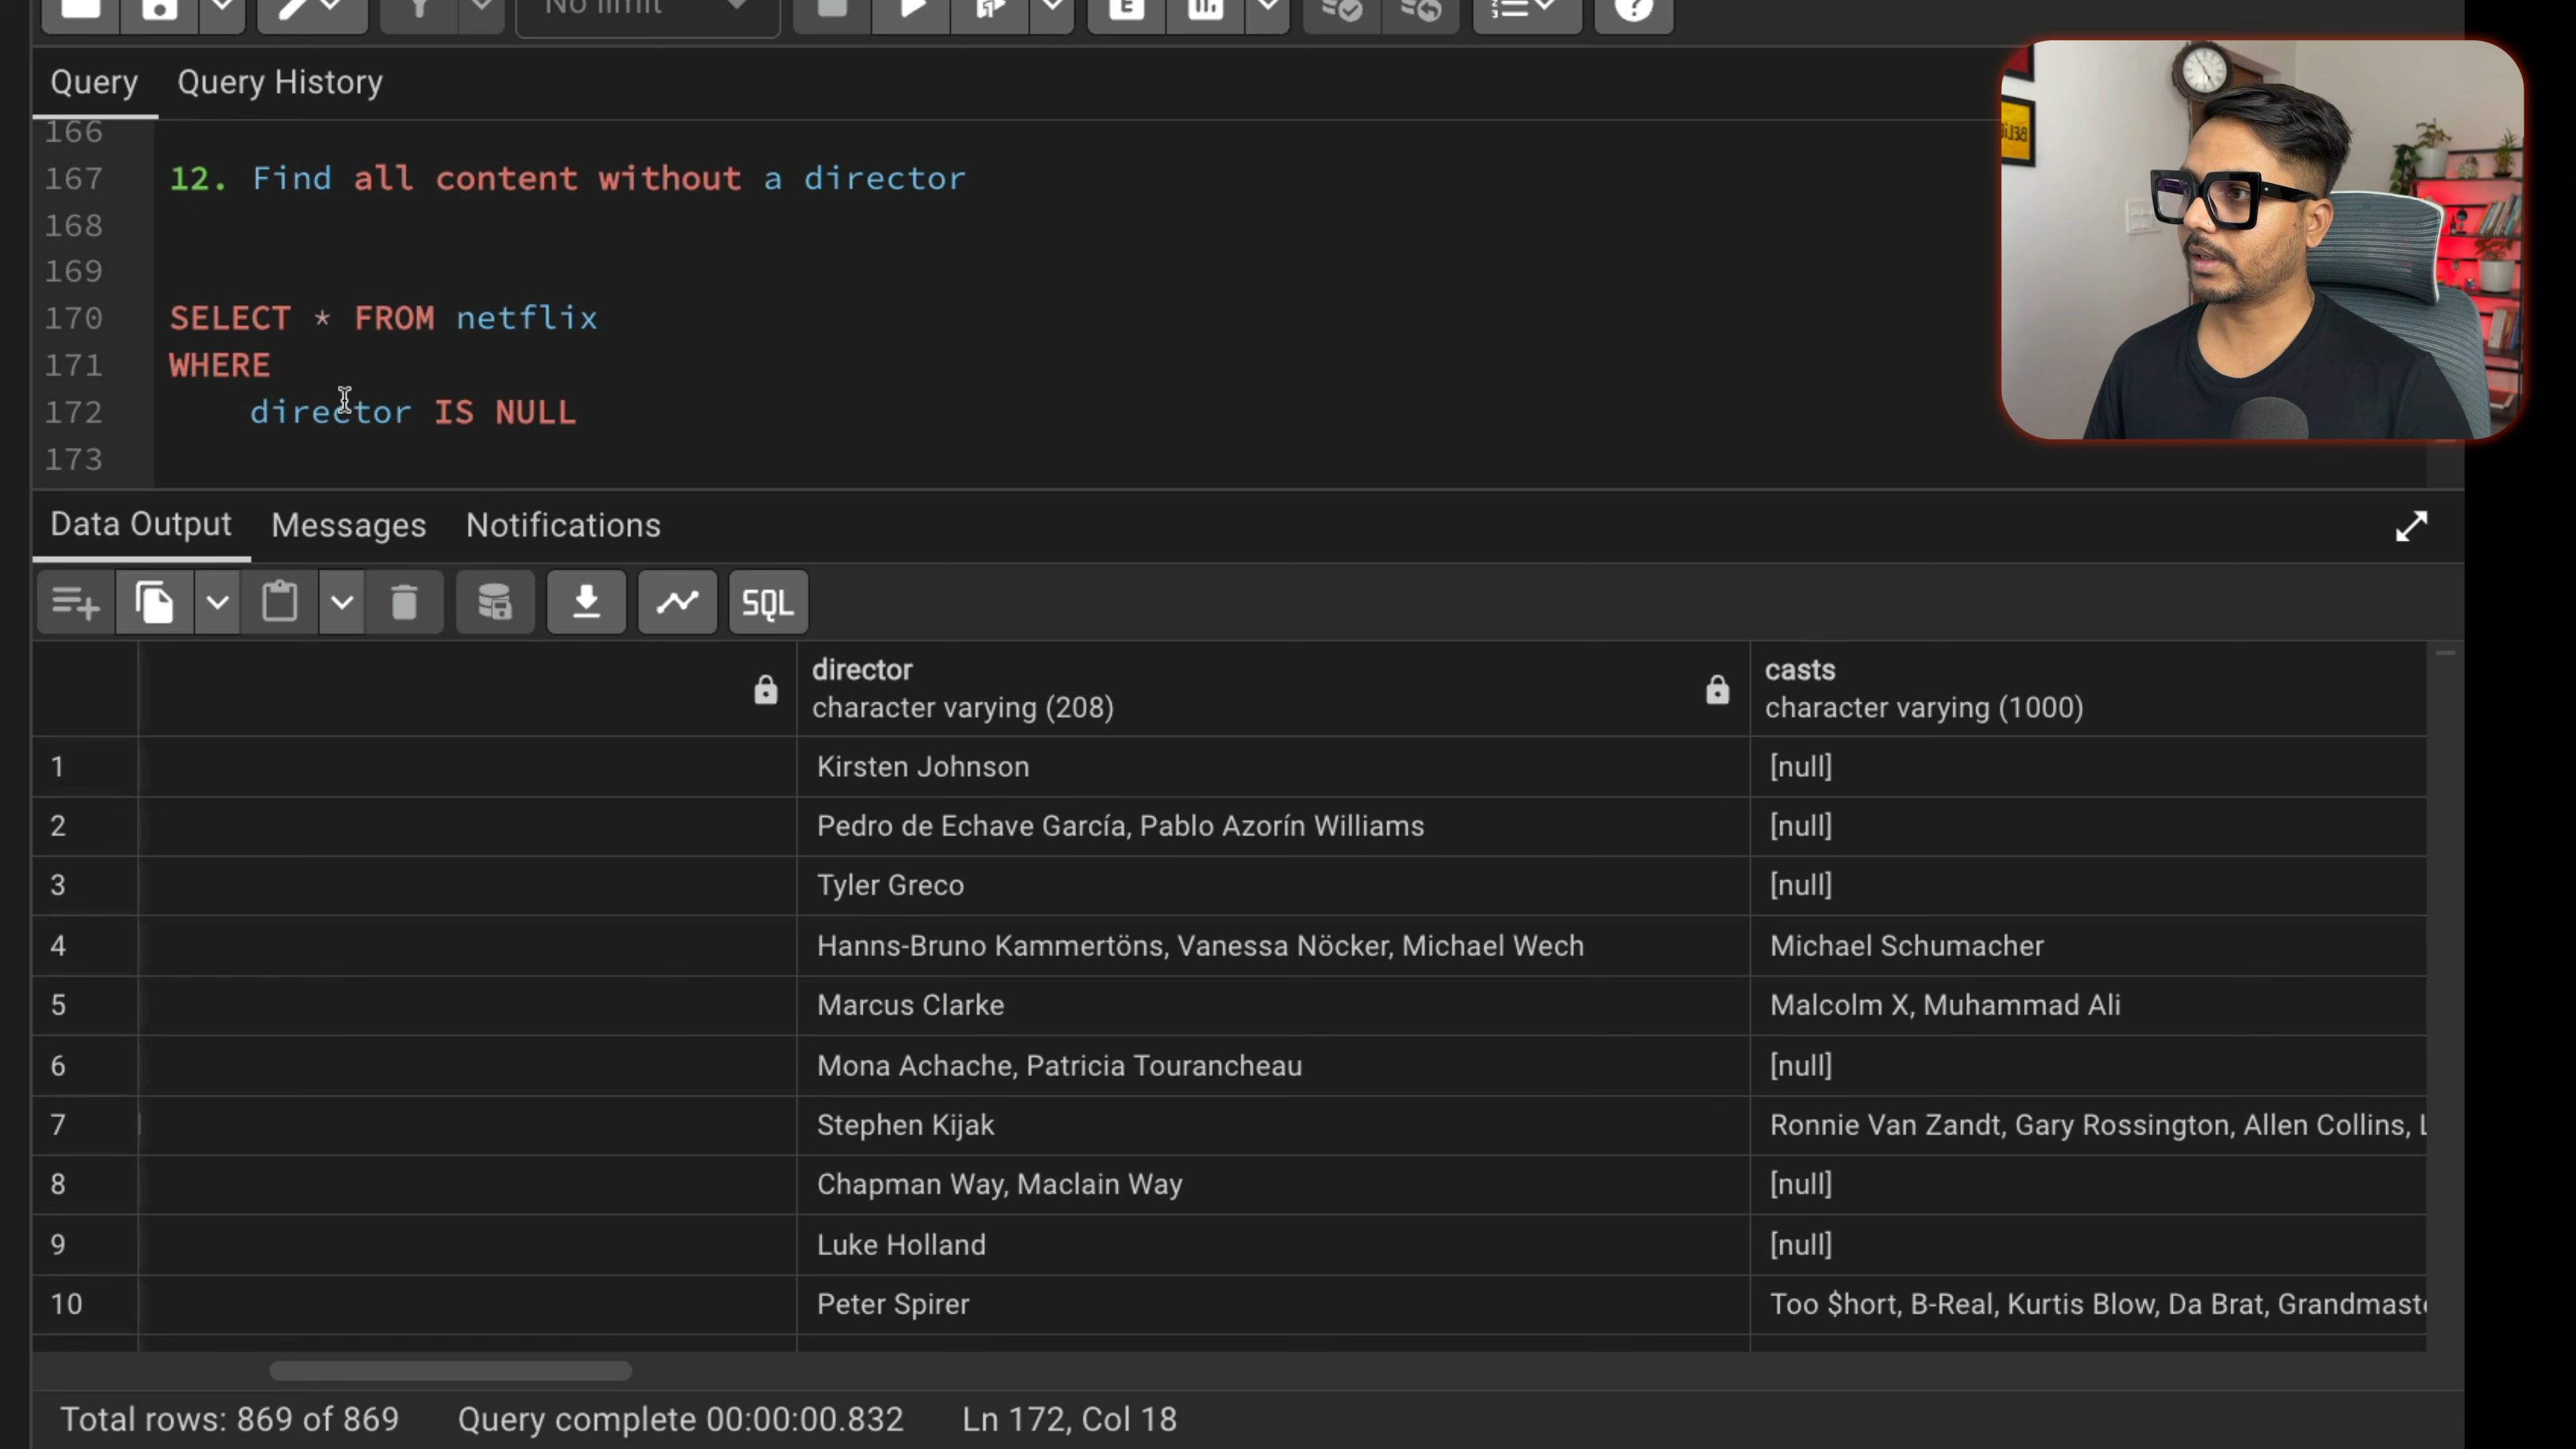 No limit
Query Query History
166
167 12. Find all content without a director
168
169
170 SELECT * FROM netflix
171 WHERE
172 director IS NULL
173
Data Output Messages Notifications
SQL
director
character varying (208)
casts
character varying (1000)
1 Kirsten Johnson [null]
2 Pedro de Echave García, Pablo Azorín Williams [null]
3 Tyler Greco [null]
4 Hanns-Bruno Kammertöns, Vanessa Nöcker, Michael Wech Michael Schumacher
5 Marcus Clarke Malcolm X, Muhammad Ali
6 Mona Achache, Patricia Tourancheau [null]
7 Stephen Kijak Ronnie Van Zandt, Gary Rossington, Allen Collins, L
8 Chapman Way, Maclain Way [null]
9 Luke Holland [null]
10 Peter Spirer Too $hort, B-Real, Kurtis Blow, Da Brat, Grandmaste
Total rows: 869 of 869 Query complete 00:00:00.832 Ln 172, Col 18